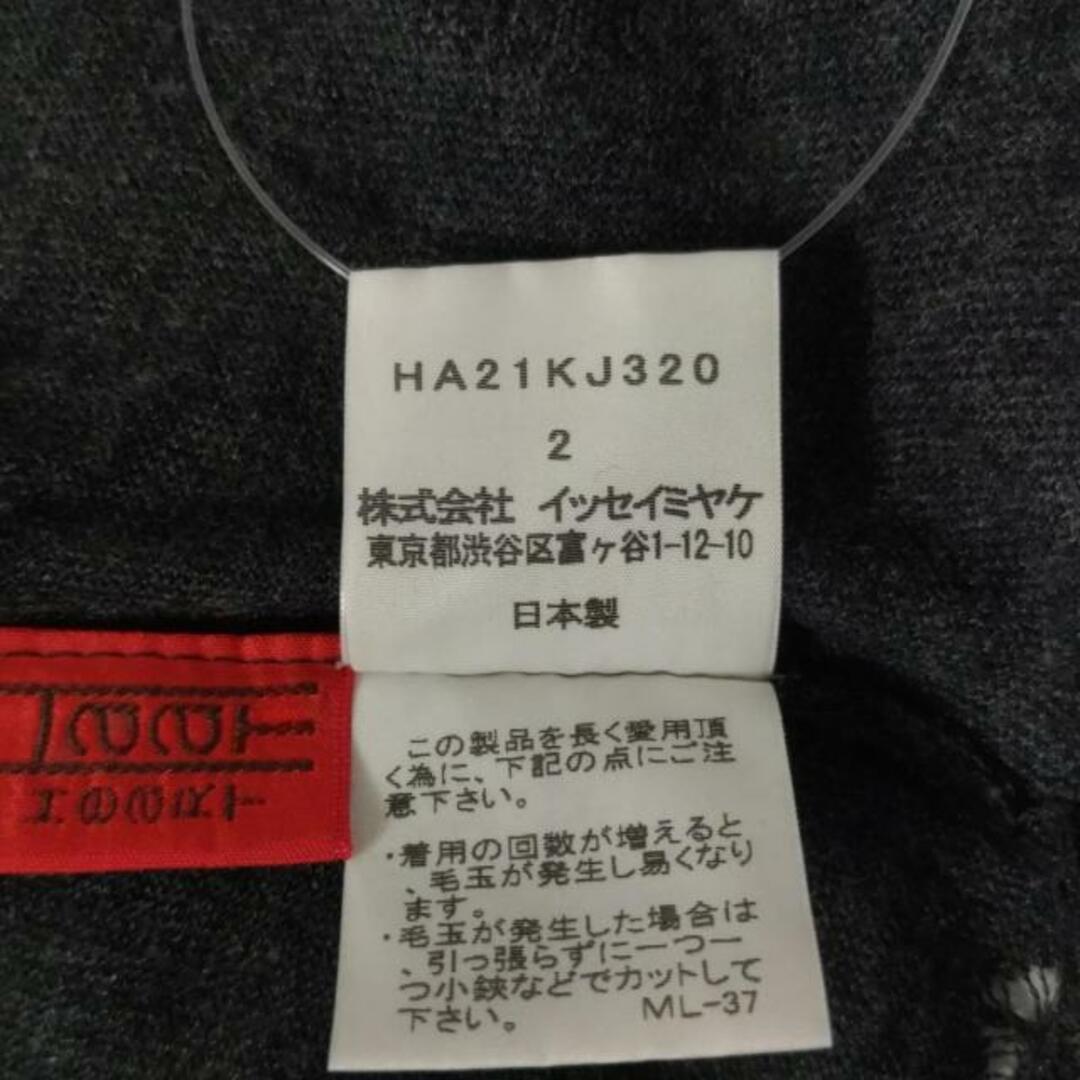 HA21KJ320
2
株式会社 イッセイミヤケ
東京都渋谷区富ヶ谷1-12-10
日本製
この製品を長く愛用頂
く為に、下記の点にご注
意下さい。
・着用の回数が増えると
、毛玉が発生し易くなり
ます。
・毛玉が発生した場合は
、引っ張らずに一つ一
つ小鋏などでカットして
下さい。 ML-37